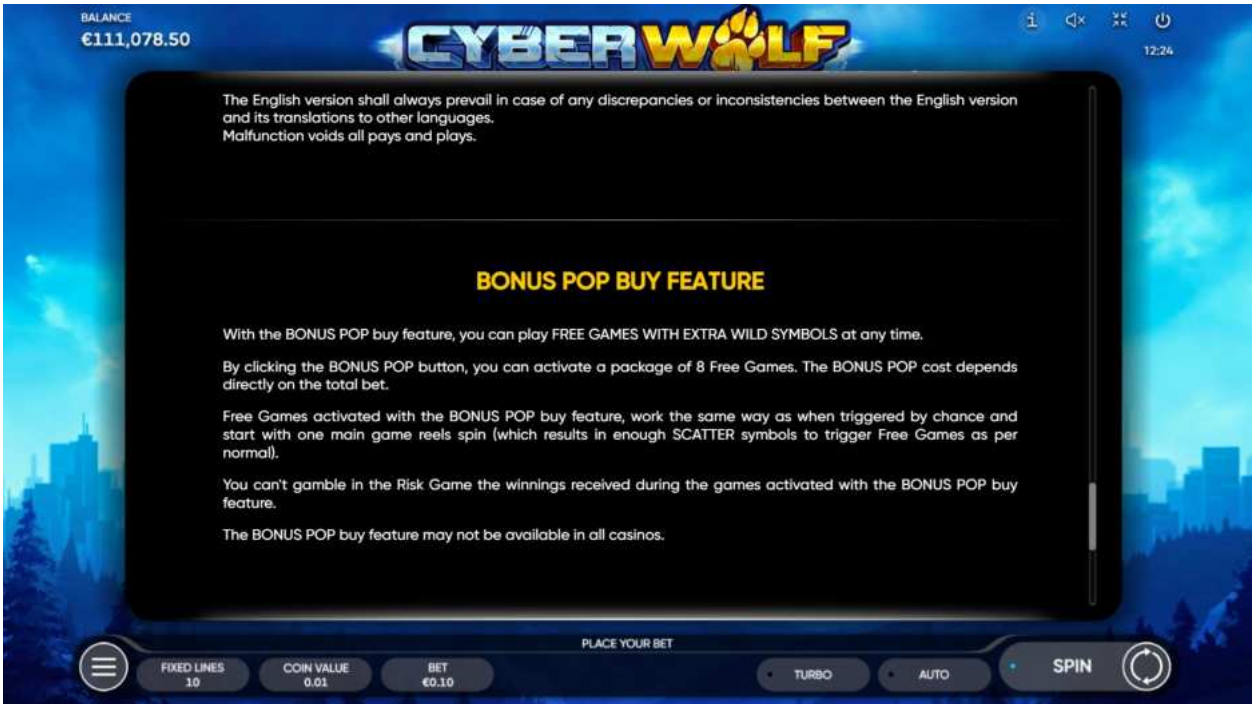 BALANCE
€111,078.50
CYBER WOLF
12:24
The English version shall always prevail in case of any discrepancies or inconsistencies between the English version
and its translations to other languages.
Malfunction voids all pays and plays.
BONUS POP BUY FEATURE
With the BONUS POP buy feature, you can play FREE GAMES WITH EXTRA WILD SYMBOLS at any time.
By clicking the BONUS POP button, you can activate a package of 8 Free Games. The BONUS POP cost depends
directly on the total bet.
Free Games activated with the BONUS POP buy feature, work the same way as when triggered by chance and
start with one main game reels spin (which results in enough SCATTER symbols to trigger Free Games as per
normal).
You can't gamble in the Risk Game the winnings received during the games activated with the BONUS POP buy
feature.
The BONUS POP buy feature may not be available in all casinos.
PLACE YOUR BET
FIXED LINES
10
COIN VALUE
0.01
BET
€0.10
TURBO
AUTO
SPIN